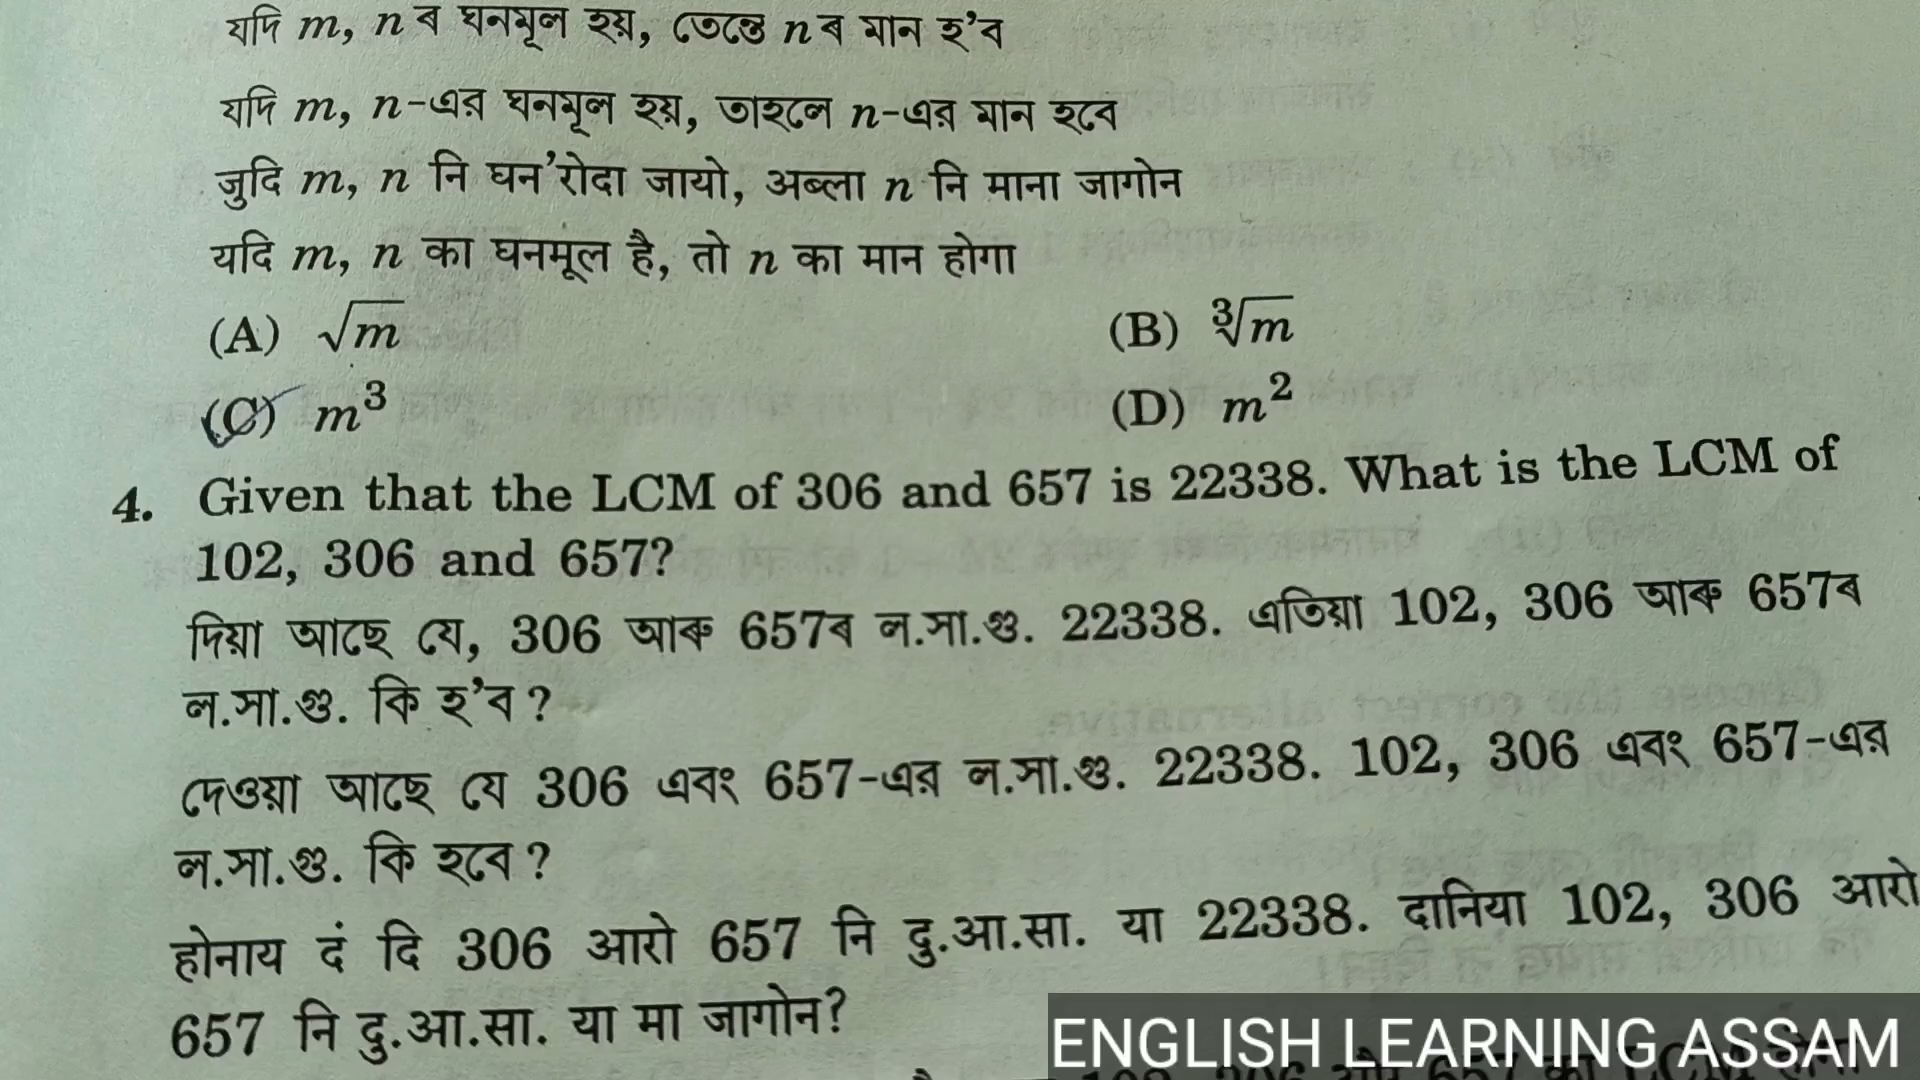 যদি m, n ৰ ঘনমূল হয়, তেন্তে n ৰ মান হ’ব
যদি m, n-এর ঘনমূল হয়, তাহলে n-এর মান হবে
जुदि m, n नि घन’रोदा जायो, अब्ला n नि माना जागोन
यदि m, n का घनमूल है, तो n का मान होगा
(A) √m (B) ∛m
(C) m³ (D) m²
4. Given that the LCM of 306 and 657 is 22338. What is the LCM of
102, 306 and 657?
দিয়া আছে যে, 306 আৰু 657ৰ ল.সা.গু. 22338. এতিয়া 102, 306 আৰু 657ৰ
ল.সা.গু. কি হ’ব?
দেওয়া আছে যে 306 এবং 657-এর ল.সা.গু. 22338. 102, 306 এবং 657-এর
ল.সা.গু. কি হবে?
होनाय दं दि 306 आरो 657 नि दु.आ.सा. या 22338. दानिया 102, 306 आरो
657 नि दु.आ.सा. या मा जागोन?
ENGLISH LEARNING ASSAM